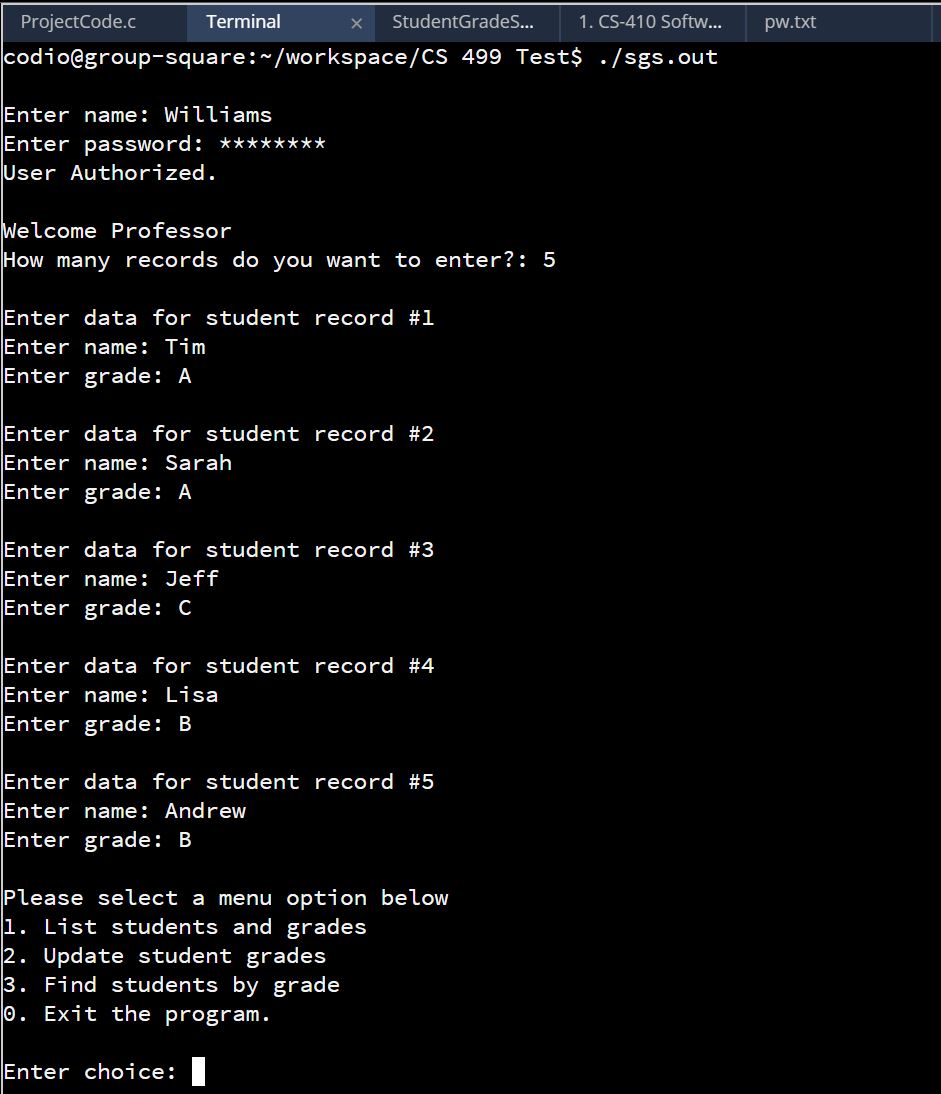 ProjectCode.c Terminal × StudentGradeS... 1. CS-410 Softw... pw.txt
codio@group-square:~/workspace/CS 499 Test$ ./sgs.out
Enter name: Williams
Enter password: ********
User Authorized.
Welcome Professor
How many records do you want to enter?: 5
Enter data for student record #1
Enter name: Tim
Enter grade: A
Enter data for student record #2
Enter name: Sarah
Enter grade: A
Enter data for student record #3
Enter name: Jeff
Enter grade: C
Enter data for student record #4
Enter name: Lisa
Enter grade: B
Enter data for student record #5
Enter name: Andrew
Enter grade: B
Please select a menu option below
1. List students and grades
2. Update student grades
3. Find students by grade
0. Exit the program.
Enter choice: